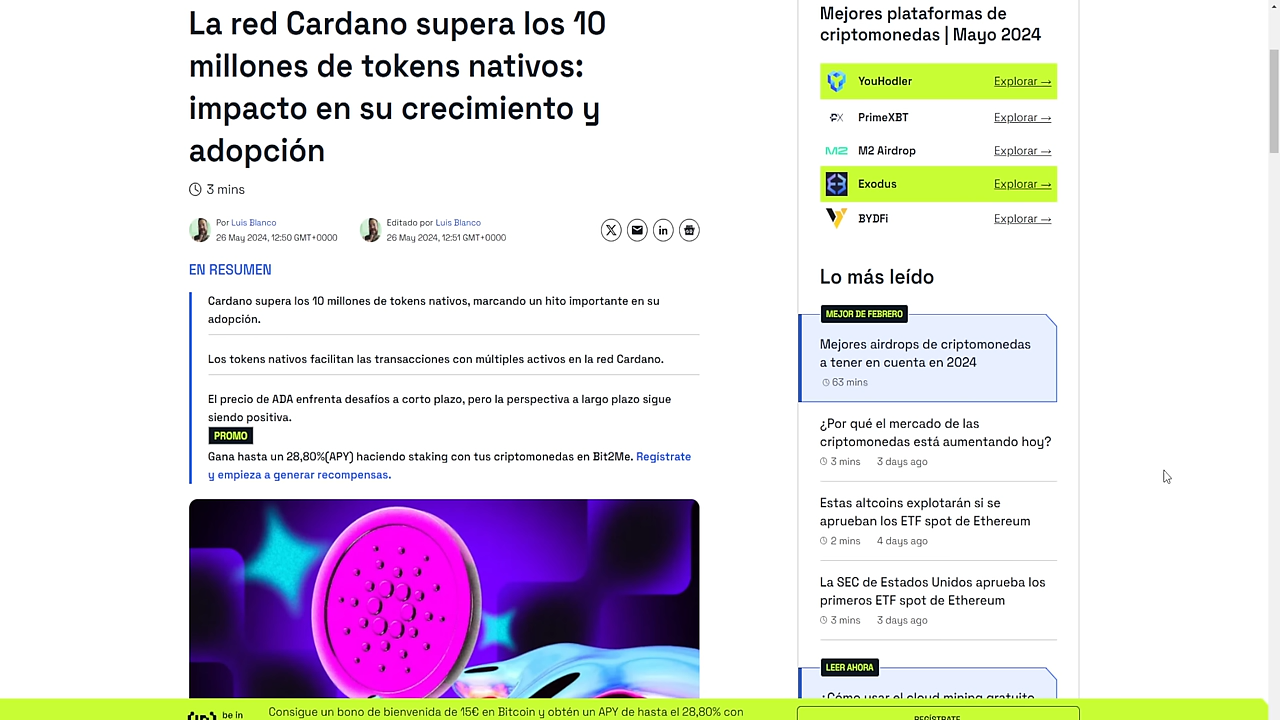 La red Cardano supera los 10
millones de tokens nativos:
impacto en su crecimiento y
adopción
3 mins
Por Luis Blanco
26 May 2024, 12:50 GMT+0000
Editado por Luis Blanco
26 May 2024, 12:51 GMT+0000
EN RESUMEN
Cardano supera los 10 millones de tokens nativos, marcando un hito importante en su
adopción.
Los tokens nativos facilitan las transacciones con múltiples activos en la red Cardano.
El precio de ADA enfrenta desafíos a corto plazo, pero la perspectiva a largo plazo sigue
siendo positiva.
PROMO
Gana hasta un 28,80%(APY) haciendo staking con tus criptomonedas en Bit2Me. Regístrate
y empieza a generar recompensas.
Mejores plataformas de
criptomonedas | Mayo 2024
YouHodler Explorar →
PrimeXBT Explorar →
M2 M2 Airdrop Explorar →
Exodus Explorar →
BYDFi Explorar →
Lo más leído
MEJOR DE FEBRERO
Mejores airdrops de criptomonedas
a tener en cuenta en 2024
63 mins
¿Por qué el mercado de las
criptomonedas está aumentando hoy?
3 mins 3 days ago
Estas altcoins explotarán si se
aprueban los ETF spot de Ethereum
2 mins 4 days ago
La SEC de Estados Unidos aprueba los
primeros ETF spot de Ethereum
3 mins 3 days ago
LEER AHORA
¿Cómo usar el cloud mining gratuito
be in
Consigue un bono de bienvenida de 15€ en Bitcoin y obtén un APY de hasta el 28,80% con
REGÍSTRATE